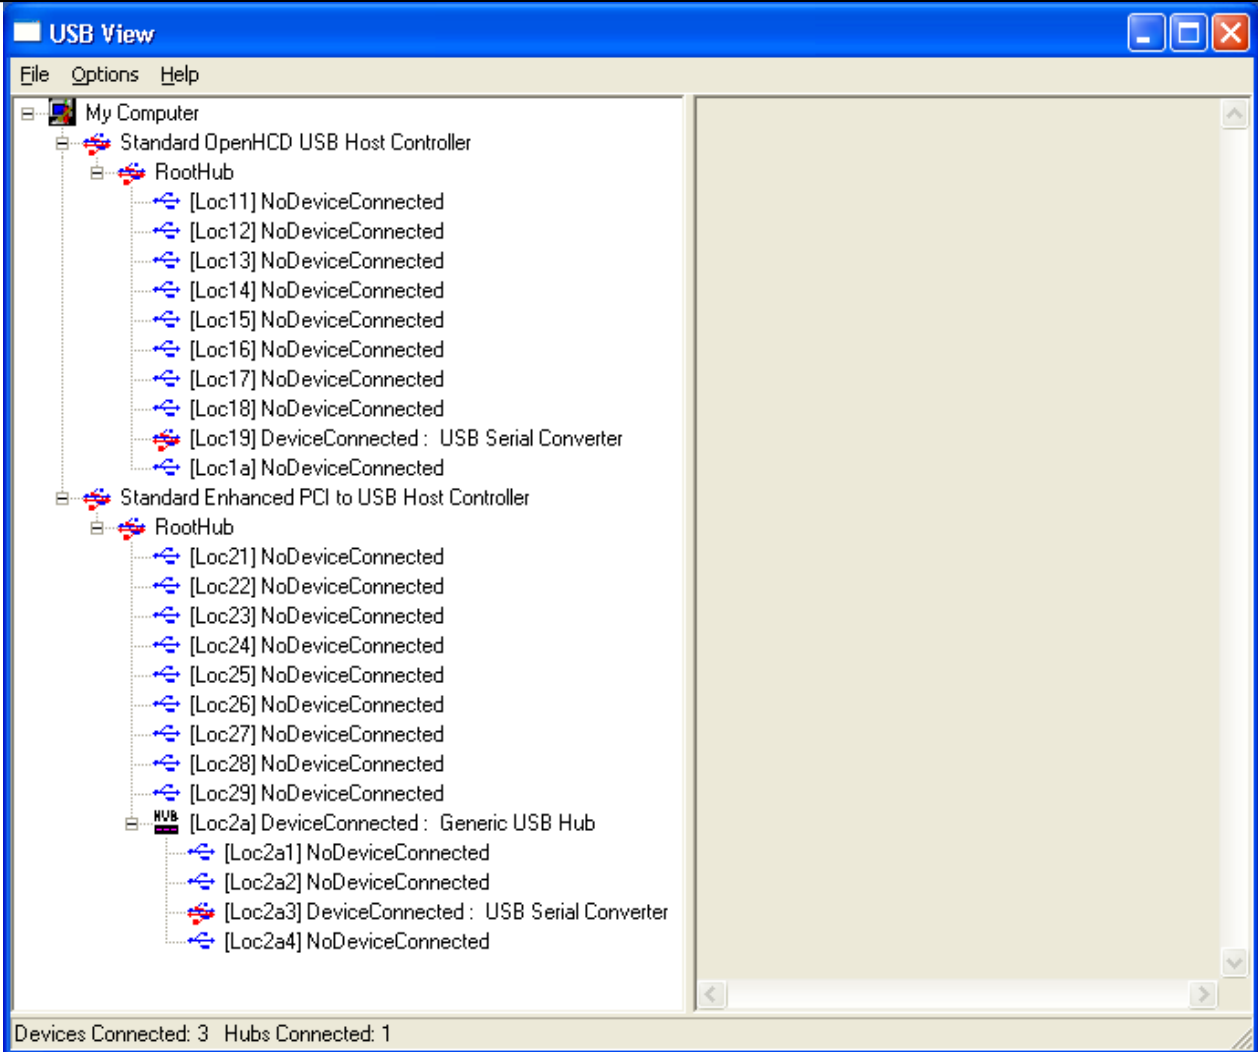 USB View
File Options Help
My Computer
Standard OpenHCD USB Host Controller
RootHub
[Loc11] NoDeviceConnected
[Loc12] NoDeviceConnected
[Loc13] NoDeviceConnected
[Loc14] NoDeviceConnected
[Loc15] NoDeviceConnected
[Loc16] NoDeviceConnected
[Loc17] NoDeviceConnected
[Loc18] NoDeviceConnected
[Loc19] DeviceConnected : USB Serial Converter
[Loc1a] NoDeviceConnected
Standard Enhanced PCI to USB Host Controller
RootHub
[Loc21] NoDeviceConnected
[Loc22] NoDeviceConnected
[Loc23] NoDeviceConnected
[Loc24] NoDeviceConnected
[Loc25] NoDeviceConnected
[Loc26] NoDeviceConnected
[Loc27] NoDeviceConnected
[Loc28] NoDeviceConnected
[Loc29] NoDeviceConnected
HUB [Loc2a] DeviceConnected : Generic USB Hub
[Loc2a1] NoDeviceConnected
[Loc2a2] NoDeviceConnected
[Loc2a3] DeviceConnected : USB Serial Converter
[Loc2a4] NoDeviceConnected
Devices Connected: 3 Hubs Connected: 1